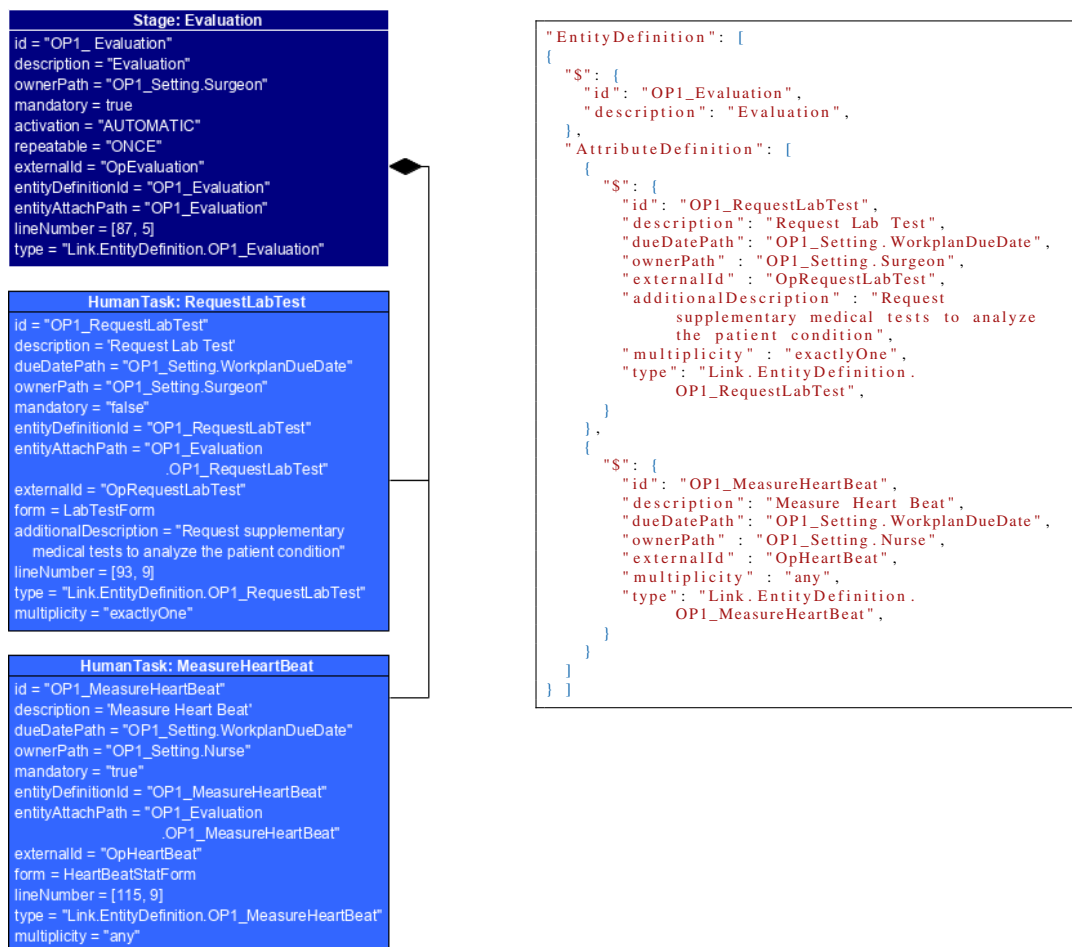 Stage: Evaluation
id = "OP1_ Evaluation"
description = "Evaluation"
ownerPath = "OP1_Setting.Surgeon"
mandatory = true
activation = "AUTOMATIC"
repeatable = "ONCE"
externalId = "OpEvaluation"
entityDefinitionId = "OP1_Evaluation"
entityAttachPath = "OP1_Evaluation"
lineNumber = [87, 5]
type = "Link.EntityDefinition.OP1_Evaluation"
HumanTask: RequestLabTest
id = "OP1_RequestLabTest"
description = 'Request Lab Test'
dueDatePath = "OP1_Setting.WorkplanDueDate"
ownerPath = "OP1_Setting.Surgeon"
mandatory = "false"
entityDefinitionId = "OP1_RequestLabTest"
entityAttachPath = "OP1_Evaluation
.OP1_RequestLabTest"
externalId = "OpRequestLabTest"
form = LabTestForm
additionalDescription = "Request supplementary
medical tests to analyze the patient condition"
lineNumber = [93, 9]
type = "Link.EntityDefinition.OP1_RequestLabTest"
multiplicity = "exactlyOne"
HumanTask: MeasureHeartBeat
id = "OP1_MeasureHeartBeat"
description = 'Measure Heart Beat'
dueDatePath = "OP1_Setting.WorkplanDueDate"
ownerPath = "OP1_Setting.Nurse"
mandatory = "true"
entityDefinitionId = "OP1_MeasureHeartBeat"
entityAttachPath = "OP1_Evaluation
.OP1_MeasureHeartBeat"
externalId = "OpHeartBeat"
form = HeartBeatStatForm
lineNumber = [115, 9]
type = "Link.EntityDefinition.OP1_MeasureHeartBeat"
multiplicity = "any"
"EntityDefinition": [
{
"$": {
"id": "OP1_Evaluation",
"description": "Evaluation",
},
"AttributeDefinition": [
{
"$": {
"id": "OP1_RequestLabTest",
"description": "Request Lab Test",
"dueDatePath": "OP1_Setting.WorkplanDueDate",
"ownerPath" : "OP1_Setting.Surgeon",
"externalId" : "OpRequestLabTest",
"additionalDescription" : "Request
supplementary medical tests to analyze
the patient condition",
"multiplicity" : "exactlyOne",
"type": "Link.EntityDefinition.
OP1_RequestLabTest",
}
},
{
"$": {
"id": "OP1_MeasureHeartBeat",
"description": "Measure Heart Beat",
"dueDatePath": "OP1_Setting.WorkplanDueDate",
"ownerPath" : "OP1_Setting.Nurse",
"externalId" : "OpHeartBeat",
"multiplicity" : "any",
"type": "Link.EntityDefinition.
OP1_MeasureHeartBeat",
}
}
]
} ]